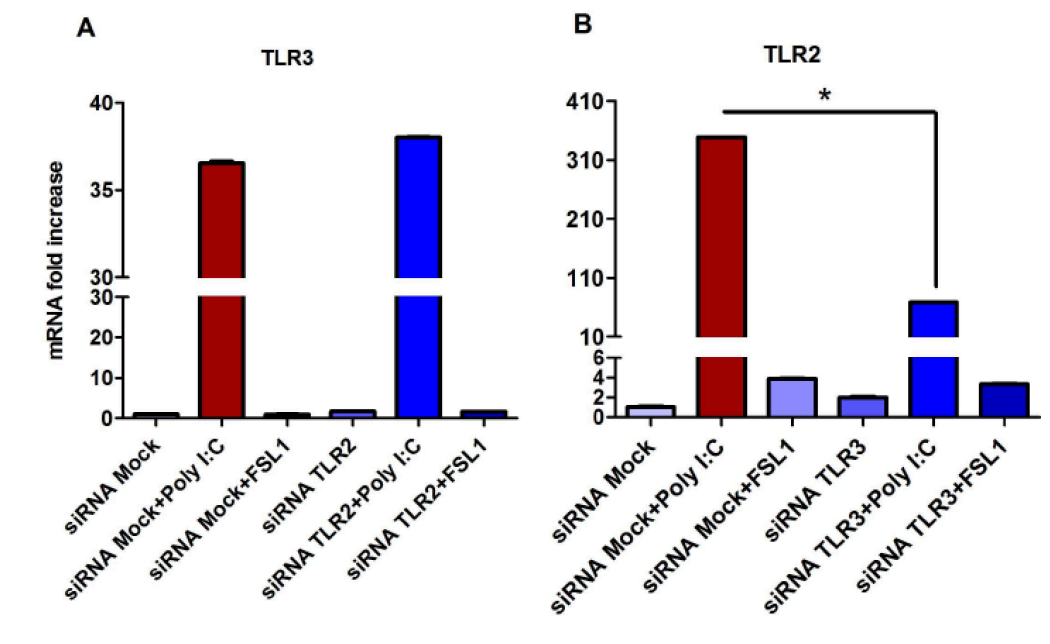 A
TLR3
mRNA fold increase
40
35
30
30
20
10
0
siRNA Mock
siRNA Mock+Poly I:C
siRNA Mock+FSL1
siRNA TLR2
siRNA TLR2+Poly I:C
siRNA TLR2+FSL1
B
TLR2
*
410
310
210
110
10
6
4
2
0
siRNA Mock
siRNA Mock+Poly I:C
siRNA Mock+FSL1
siRNA TLR3
siRNA TLR3+Poly I:C
siRNA TLR3+FSL1